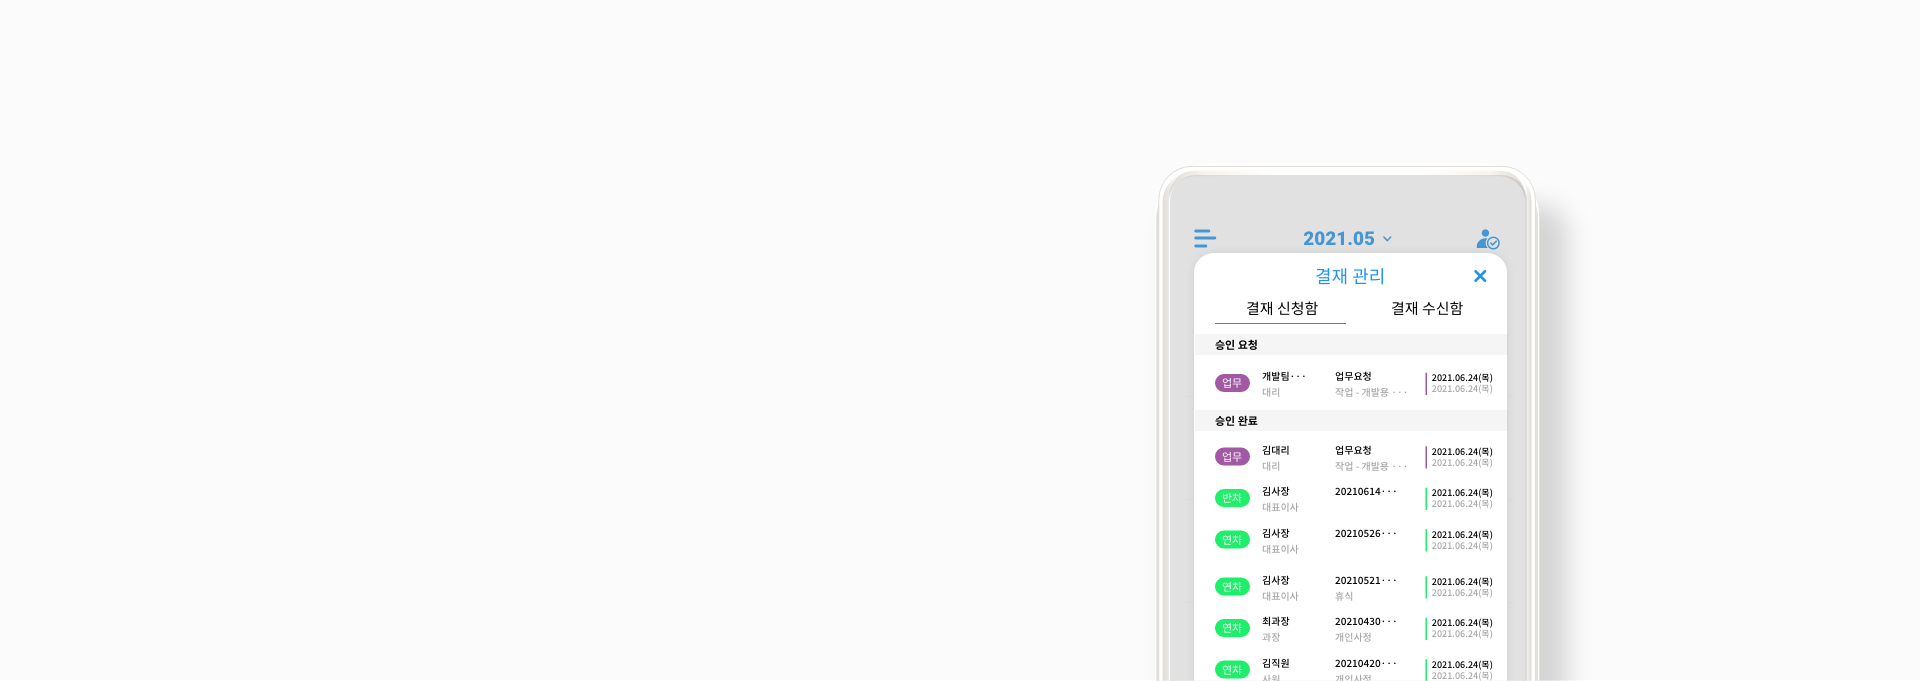 2021.05
결재 관리
결재 신청함 결재 수신함
승인 요청
업무 개발팀··· 업무요청 2021.06.24(목)
대리 작업 - 개발용 ··· 2021.06.24(목)
승인 완료
업무 김대리 업무요청 2021.06.24(목)
대리 작업 - 개발용 ··· 2021.06.24(목)
반차 김사장 20210614··· 2021.06.24(목)
대표이사 2021.06.24(목)
연차 김사장 20210526··· 2021.06.24(목)
대표이사 2021.06.24(목)
연차 김사장 20210521··· 2021.06.24(목)
대표이사 휴식 2021.06.24(목)
연차 최과장 20210430··· 2021.06.24(목)
과장 개인사정 2021.06.24(목)
연차 김직원 20210420··· 2021.06.24(목)
사원 개인사정 2021.06.24(목)